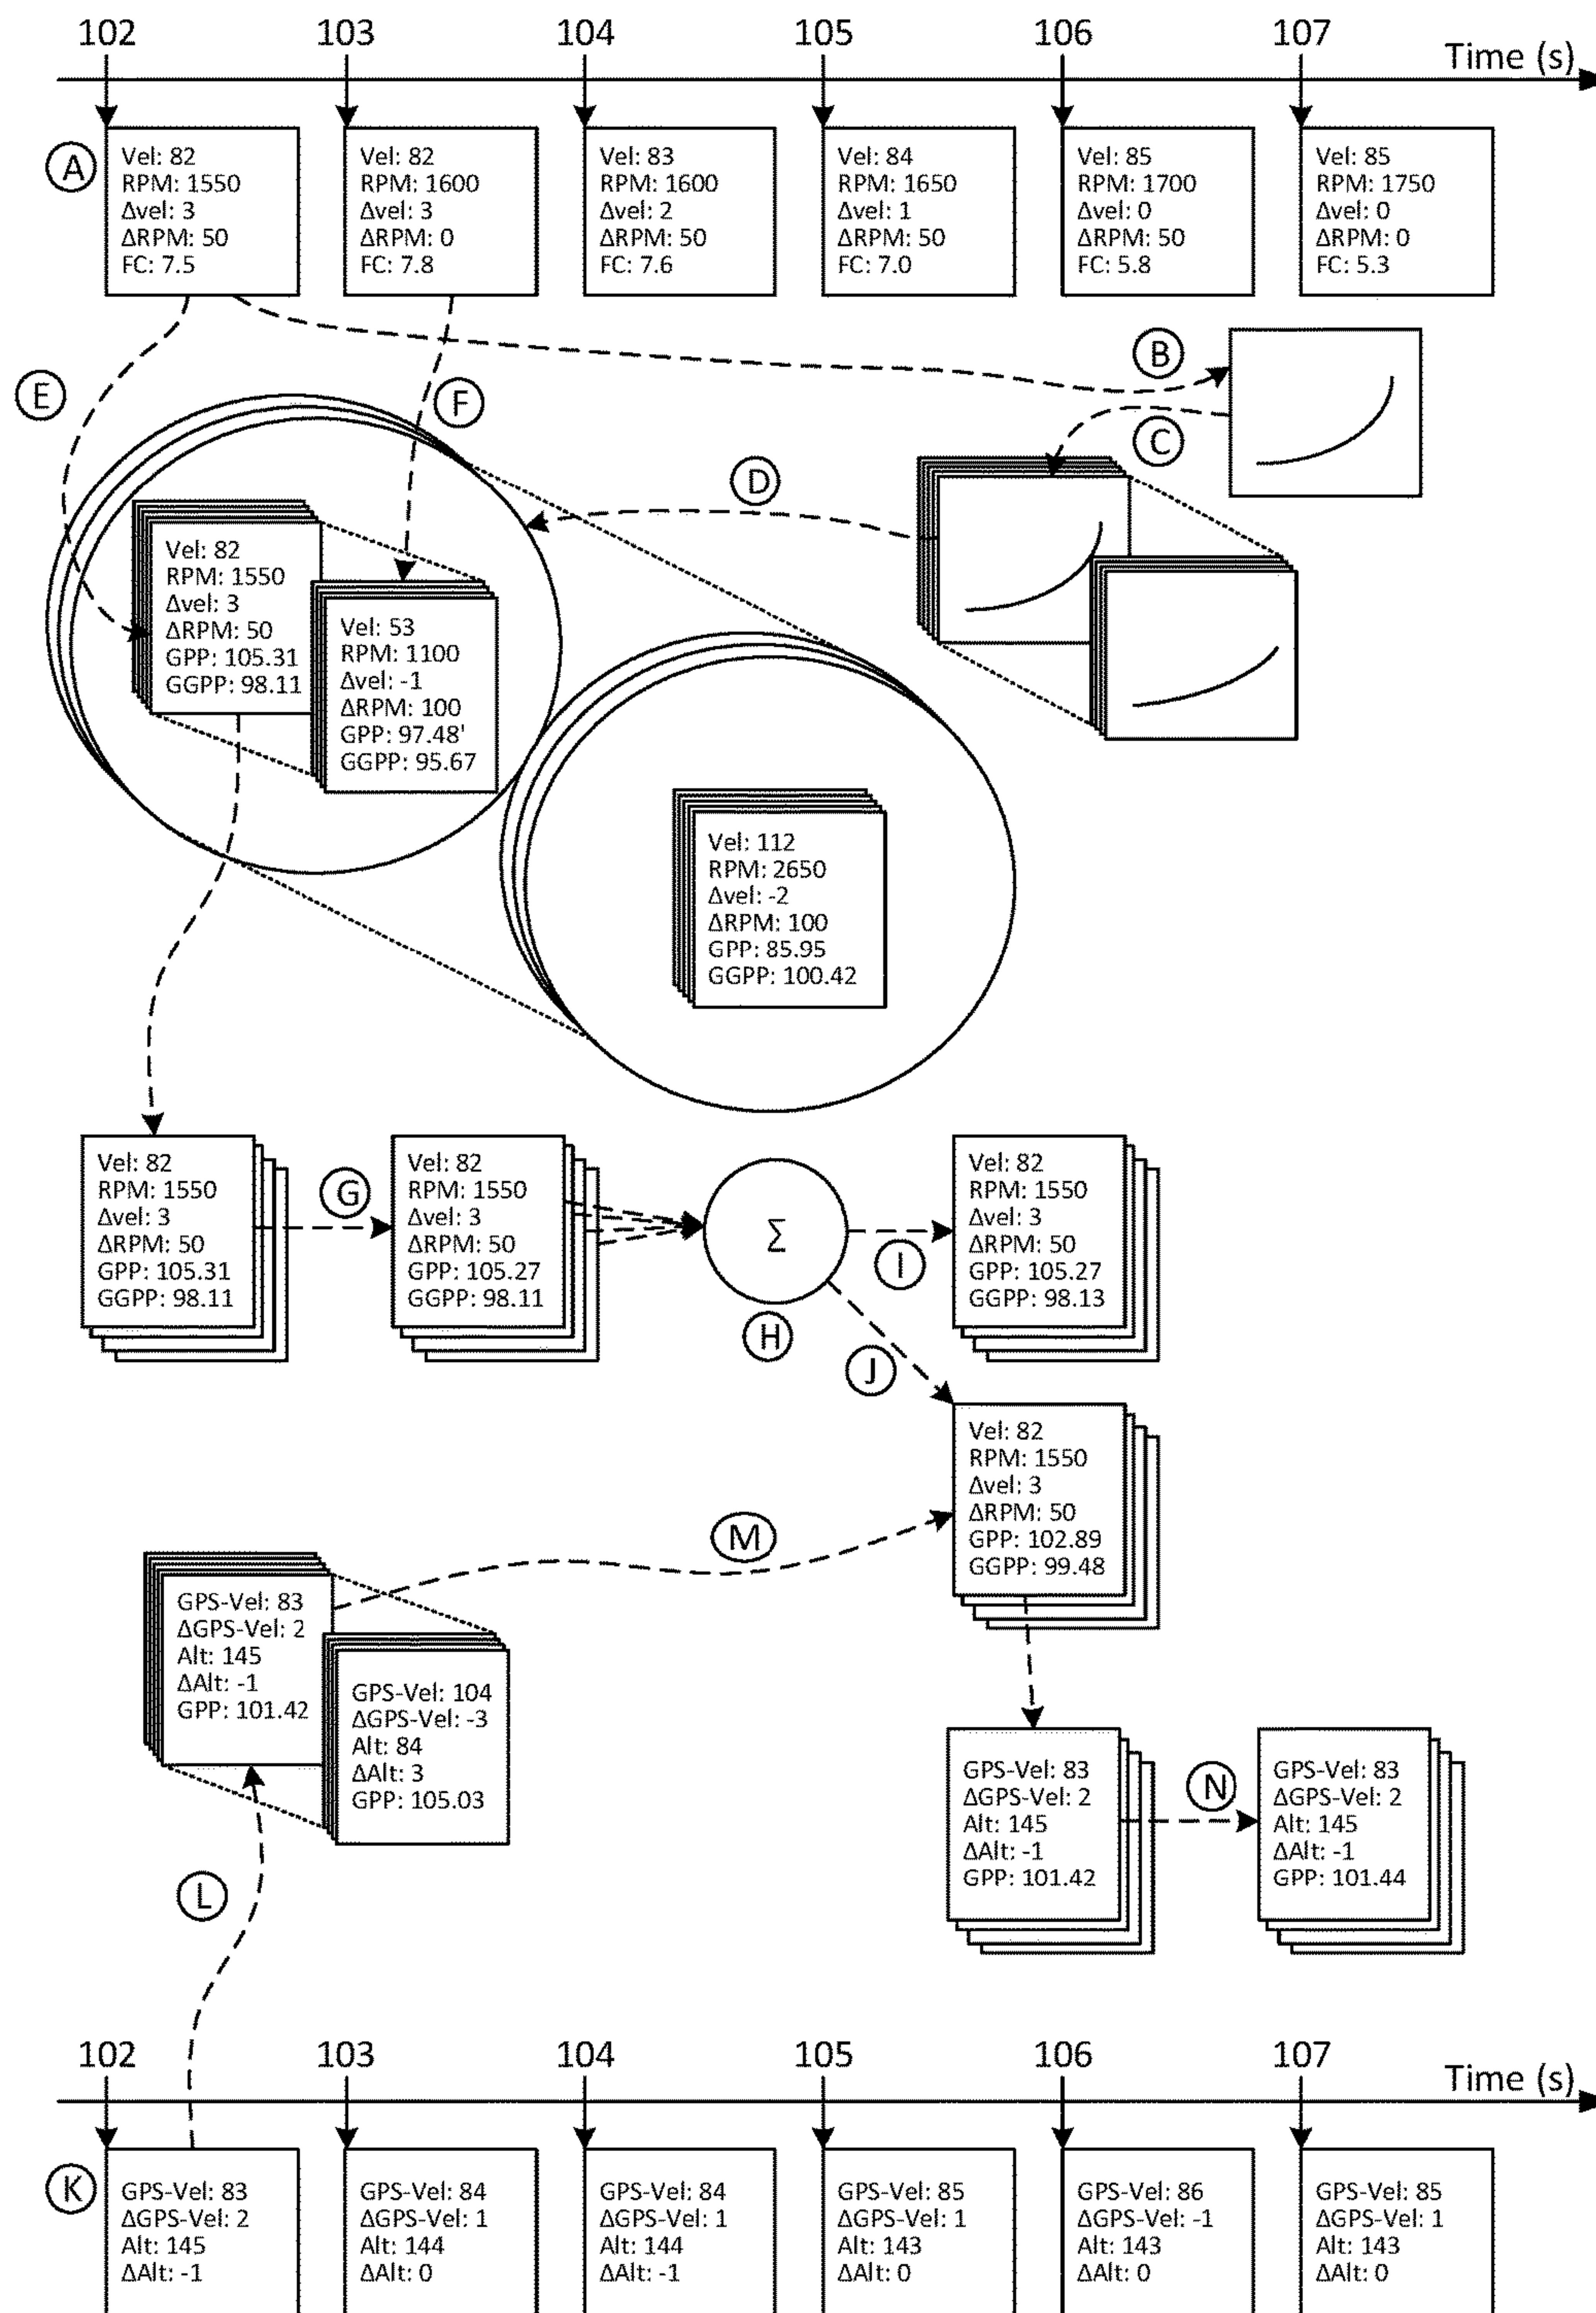 102 103 104 105 106 107
Time (s)
A
Vel: 82
RPM: 1550
Δvel: 3
ΔRPM: 50
FC: 7.5
Vel: 82
RPM: 1600
Δvel: 3
ΔRPM: 0
FC: 7.8
Vel: 83
RPM: 1600
Δvel: 2
ΔRPM: 50
FC: 7.6
Vel: 84
RPM: 1650
Δvel: 1
ΔRPM: 50
FC: 7.0
Vel: 85
RPM: 1700
Δvel: 0
ΔRPM: 50
FC: 5.8
Vel: 85
RPM: 1750
Δvel: 0
ΔRPM: 0
FC: 5.3
B
E
F
C
D
Vel: 82
RPM: 1550
Δvel: 3
ΔRPM: 50
GPP: 105.31
GGPP: 98.11
Vel: 53
RPM: 1100
Δvel: -1
ΔRPM: 100
GPP: 97.48'
GGPP: 95.67
Vel: 112
RPM: 2650
Δvel: -2
ΔRPM: 100
GPP: 85.95
GGPP: 100.42
Vel: 82
RPM: 1550
Δvel: 3
ΔRPM: 50
GPP: 105.31
GGPP: 98.11
G
Vel: 82
RPM: 1550
Δvel: 3
ΔRPM: 50
GPP: 105.27
GGPP: 98.11
Σ
H
I
Vel: 82
RPM: 1550
Δvel: 3
ΔRPM: 50
GPP: 105.27
GGPP: 98.13
J
Vel: 82
RPM: 1550
Δvel: 3
ΔRPM: 50
GPP: 102.89
GGPP: 99.48
M
GPS-Vel: 83
ΔGPS-Vel: 2
Alt: 145
ΔAlt: -1
GPP: 101.42
GPS-Vel: 104
ΔGPS-Vel: -3
Alt: 84
ΔAlt: 3
GPP: 105.03
GPS-Vel: 83
ΔGPS-Vel: 2
Alt: 145
ΔAlt: -1
GPP: 101.42
N
GPS-Vel: 83
ΔGPS-Vel: 2
Alt: 145
ΔAlt: -1
GPP: 101.44
L
102 103 104 105 106 107
Time (s)
K
GPS-Vel: 83
ΔGPS-Vel: 2
Alt: 145
ΔAlt: -1
GPS-Vel: 84
ΔGPS-Vel: 1
Alt: 144
ΔAlt: 0
GPS-Vel: 84
ΔGPS-Vel: 1
Alt: 144
ΔAlt: -1
GPS-Vel: 85
ΔGPS-Vel: 1
Alt: 143
ΔAlt: 0
GPS-Vel: 86
ΔGPS-Vel: -1
Alt: 143
ΔAlt: 0
GPS-Vel: 85
ΔGPS-Vel: 1
Alt: 143
ΔAlt: 0